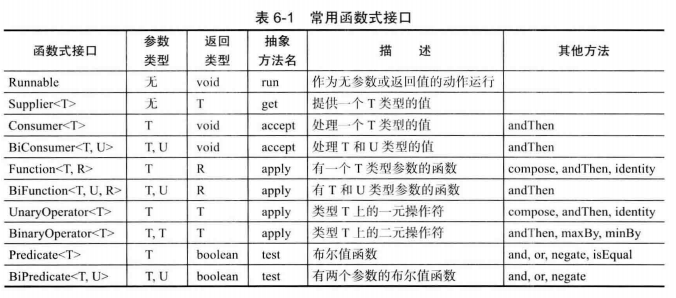 表 6-1 常用函数式接口
函数式接口 参数类型 返回类型 抽象方法名 描 述 其他方法
Runnable 无 void run 作为无参数或返回值的动作运行
Supplier<T> 无 T get 提供一个 T 类型的值
Consumer<T> T void accept 处理一个 T 类型的值 andThen
BiConsumer<T, U> T, U void accept 处理 T 和 U 类型的值 andThen
Function<T, R> T R apply 有一个 T 类型参数的函数 compose, andThen, identity
BiFunction<T, U, R> T, U R apply 有 T 和 U 类型参数的函数 andThen
UnaryOperator<T> T T apply 类型 T 上的一元操作符 compose, andThen, identity
BinaryOperator<T> T, T T apply 类型 T 上的二元操作符 andThen, maxBy, minBy
Predicate<T> T boolean test 布尔值函数 and, or, negate, isEqual
BiPredicate<T, U> T, U boolean test 有两个参数的布尔值函数 and, or, negate